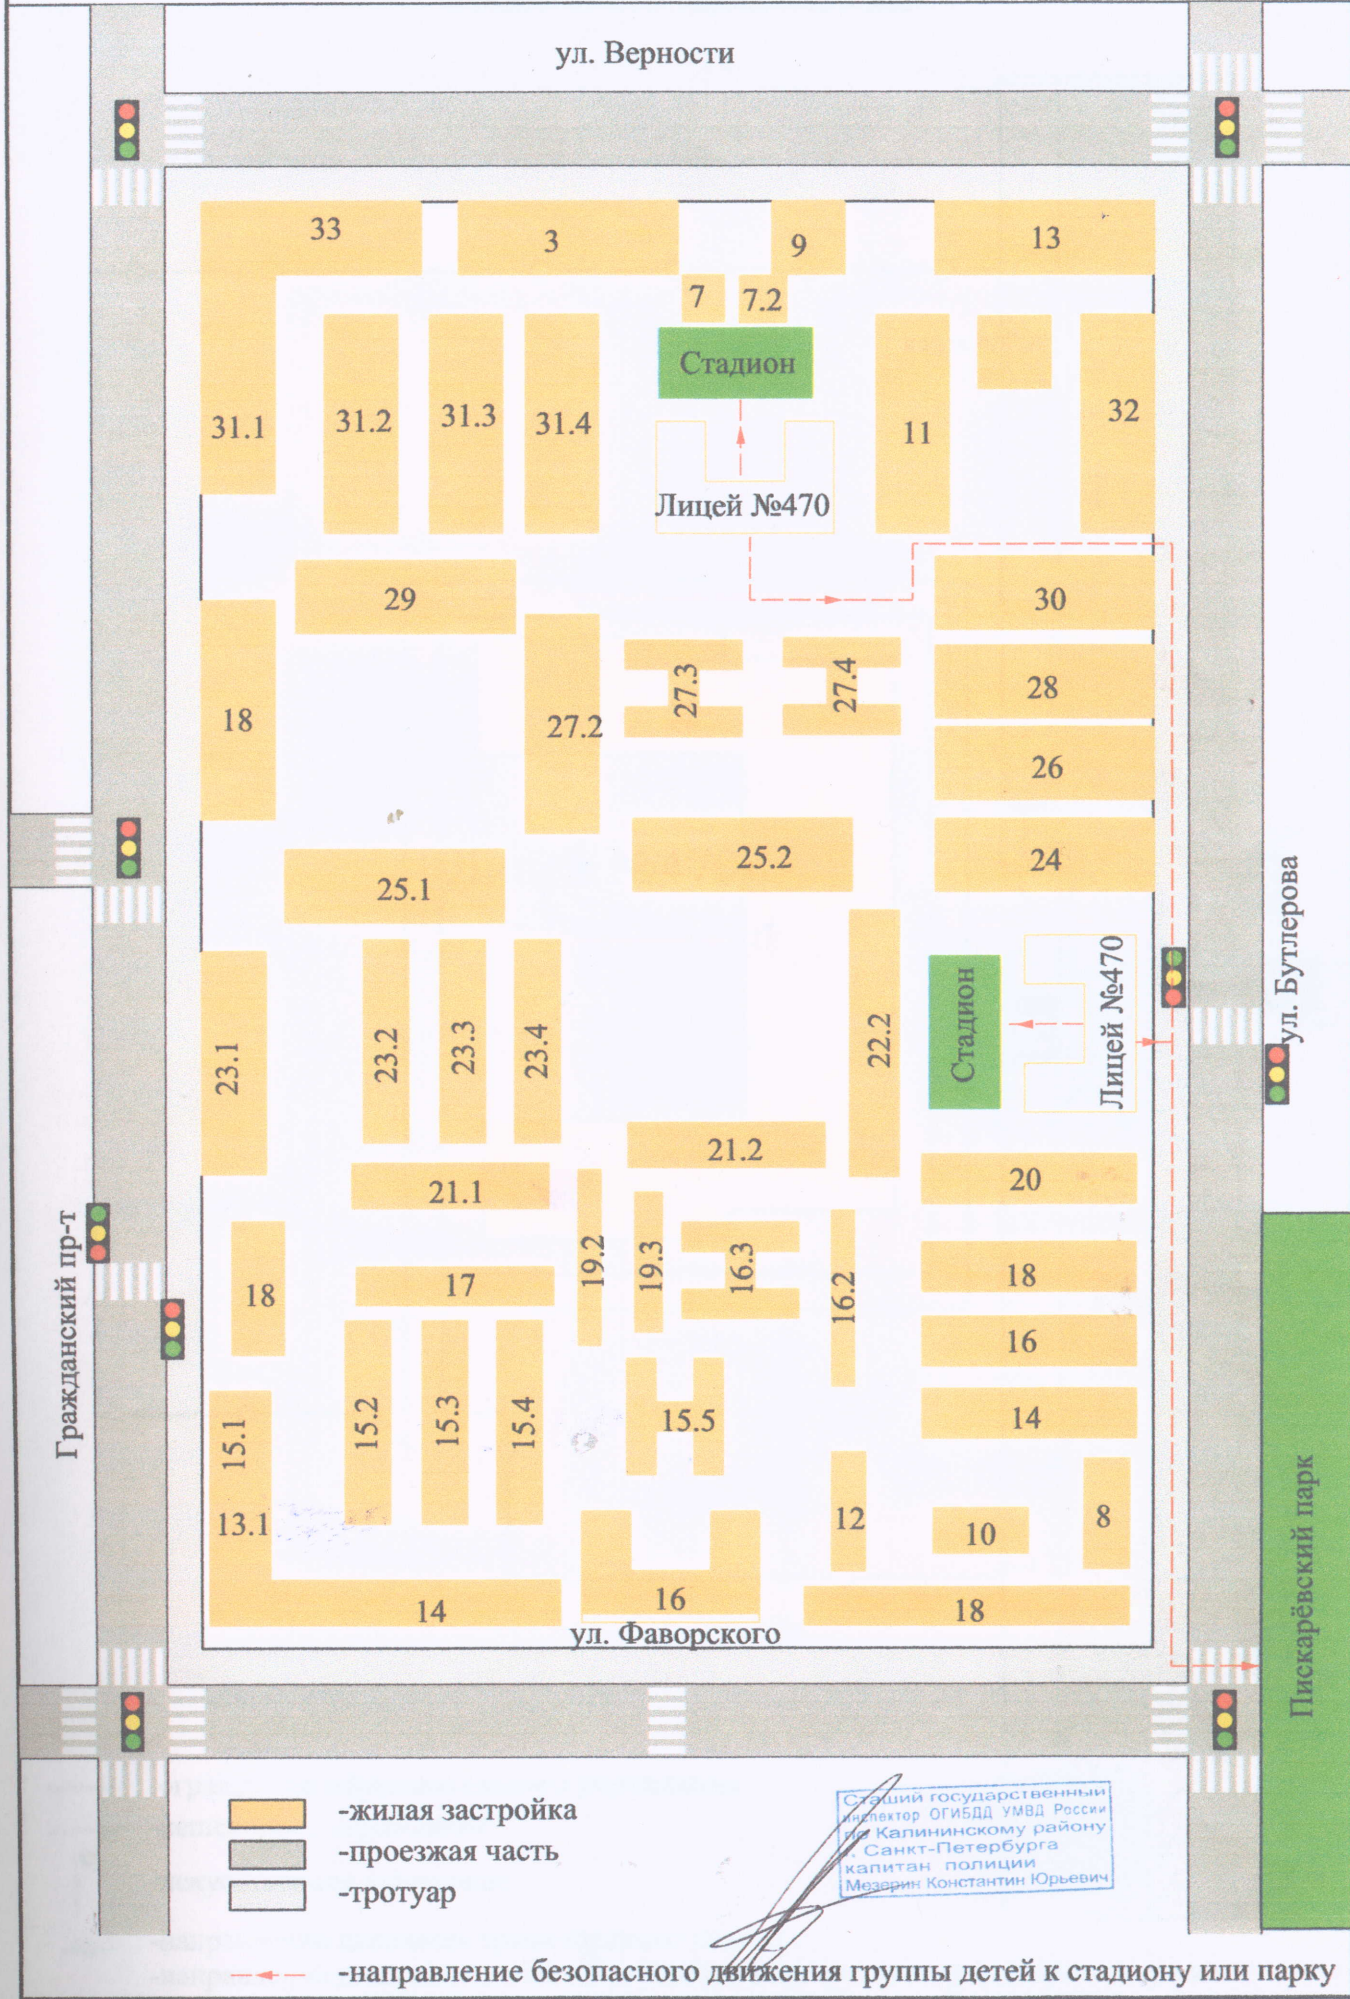 ул. Верности
33
3
9
13
7
7.2
Стадион
31.1
31.2
31.3
31.4
11
32
Лицей №470
29
30
18
27.2
27.3
27.4
28
26
25.1
25.2
24
ул. Бутлерова
23.1
23.2
23.3
23.4
22.2
Стадион
Лицей №470
21.2
21.1
20
Гражданский пр-т
18
17
19.2
19.3
16.3
16.2
18
16
15.1
15.2
15.3
15.4
15.5
14
13.1
12
10
8
Пискарёвский парк
14
16
18
ул. Фаворского
-жилая застройка
-проезжая часть
-тротуар
Сташий государственный
инспектор ОГИБДД УМВД России
по Калининскому району
г. Санкт-Петербурга
капитан полиции
Мезерин Константин Юрьевич
-направление безопасного движения группы детей к стадиону или парку